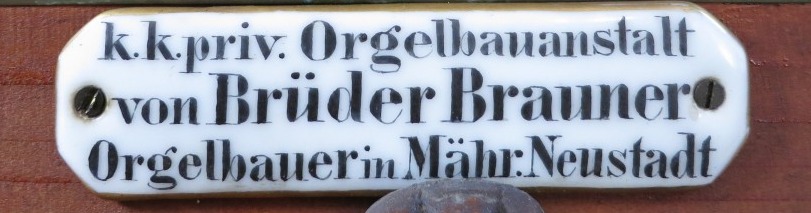 k.k.priv. Orgelbauanstalt
von Brüder Brauner
Orgelbauer in Mähr. Neustadt